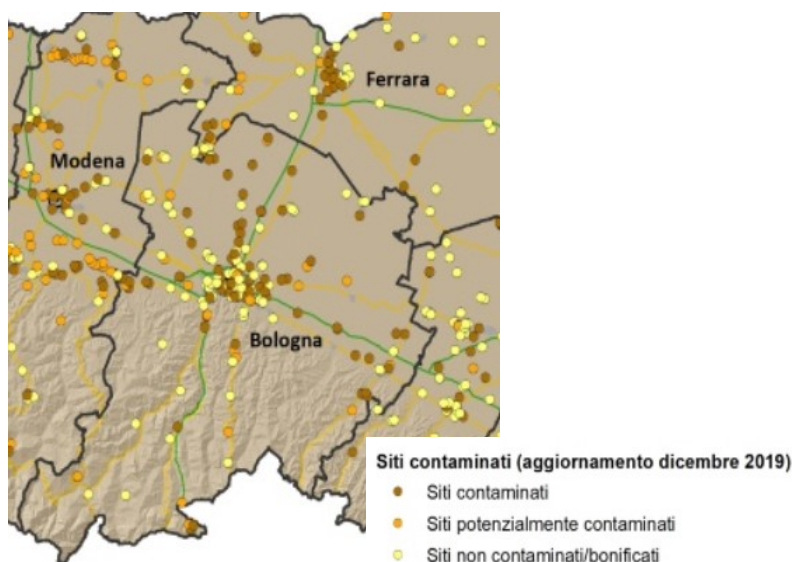 Ferrara
Modena
Bologna
Siti contaminati (aggiornamento dicembre 2019)
Siti contaminati
Siti potenzialmente contaminati
Siti non contaminati/bonificati